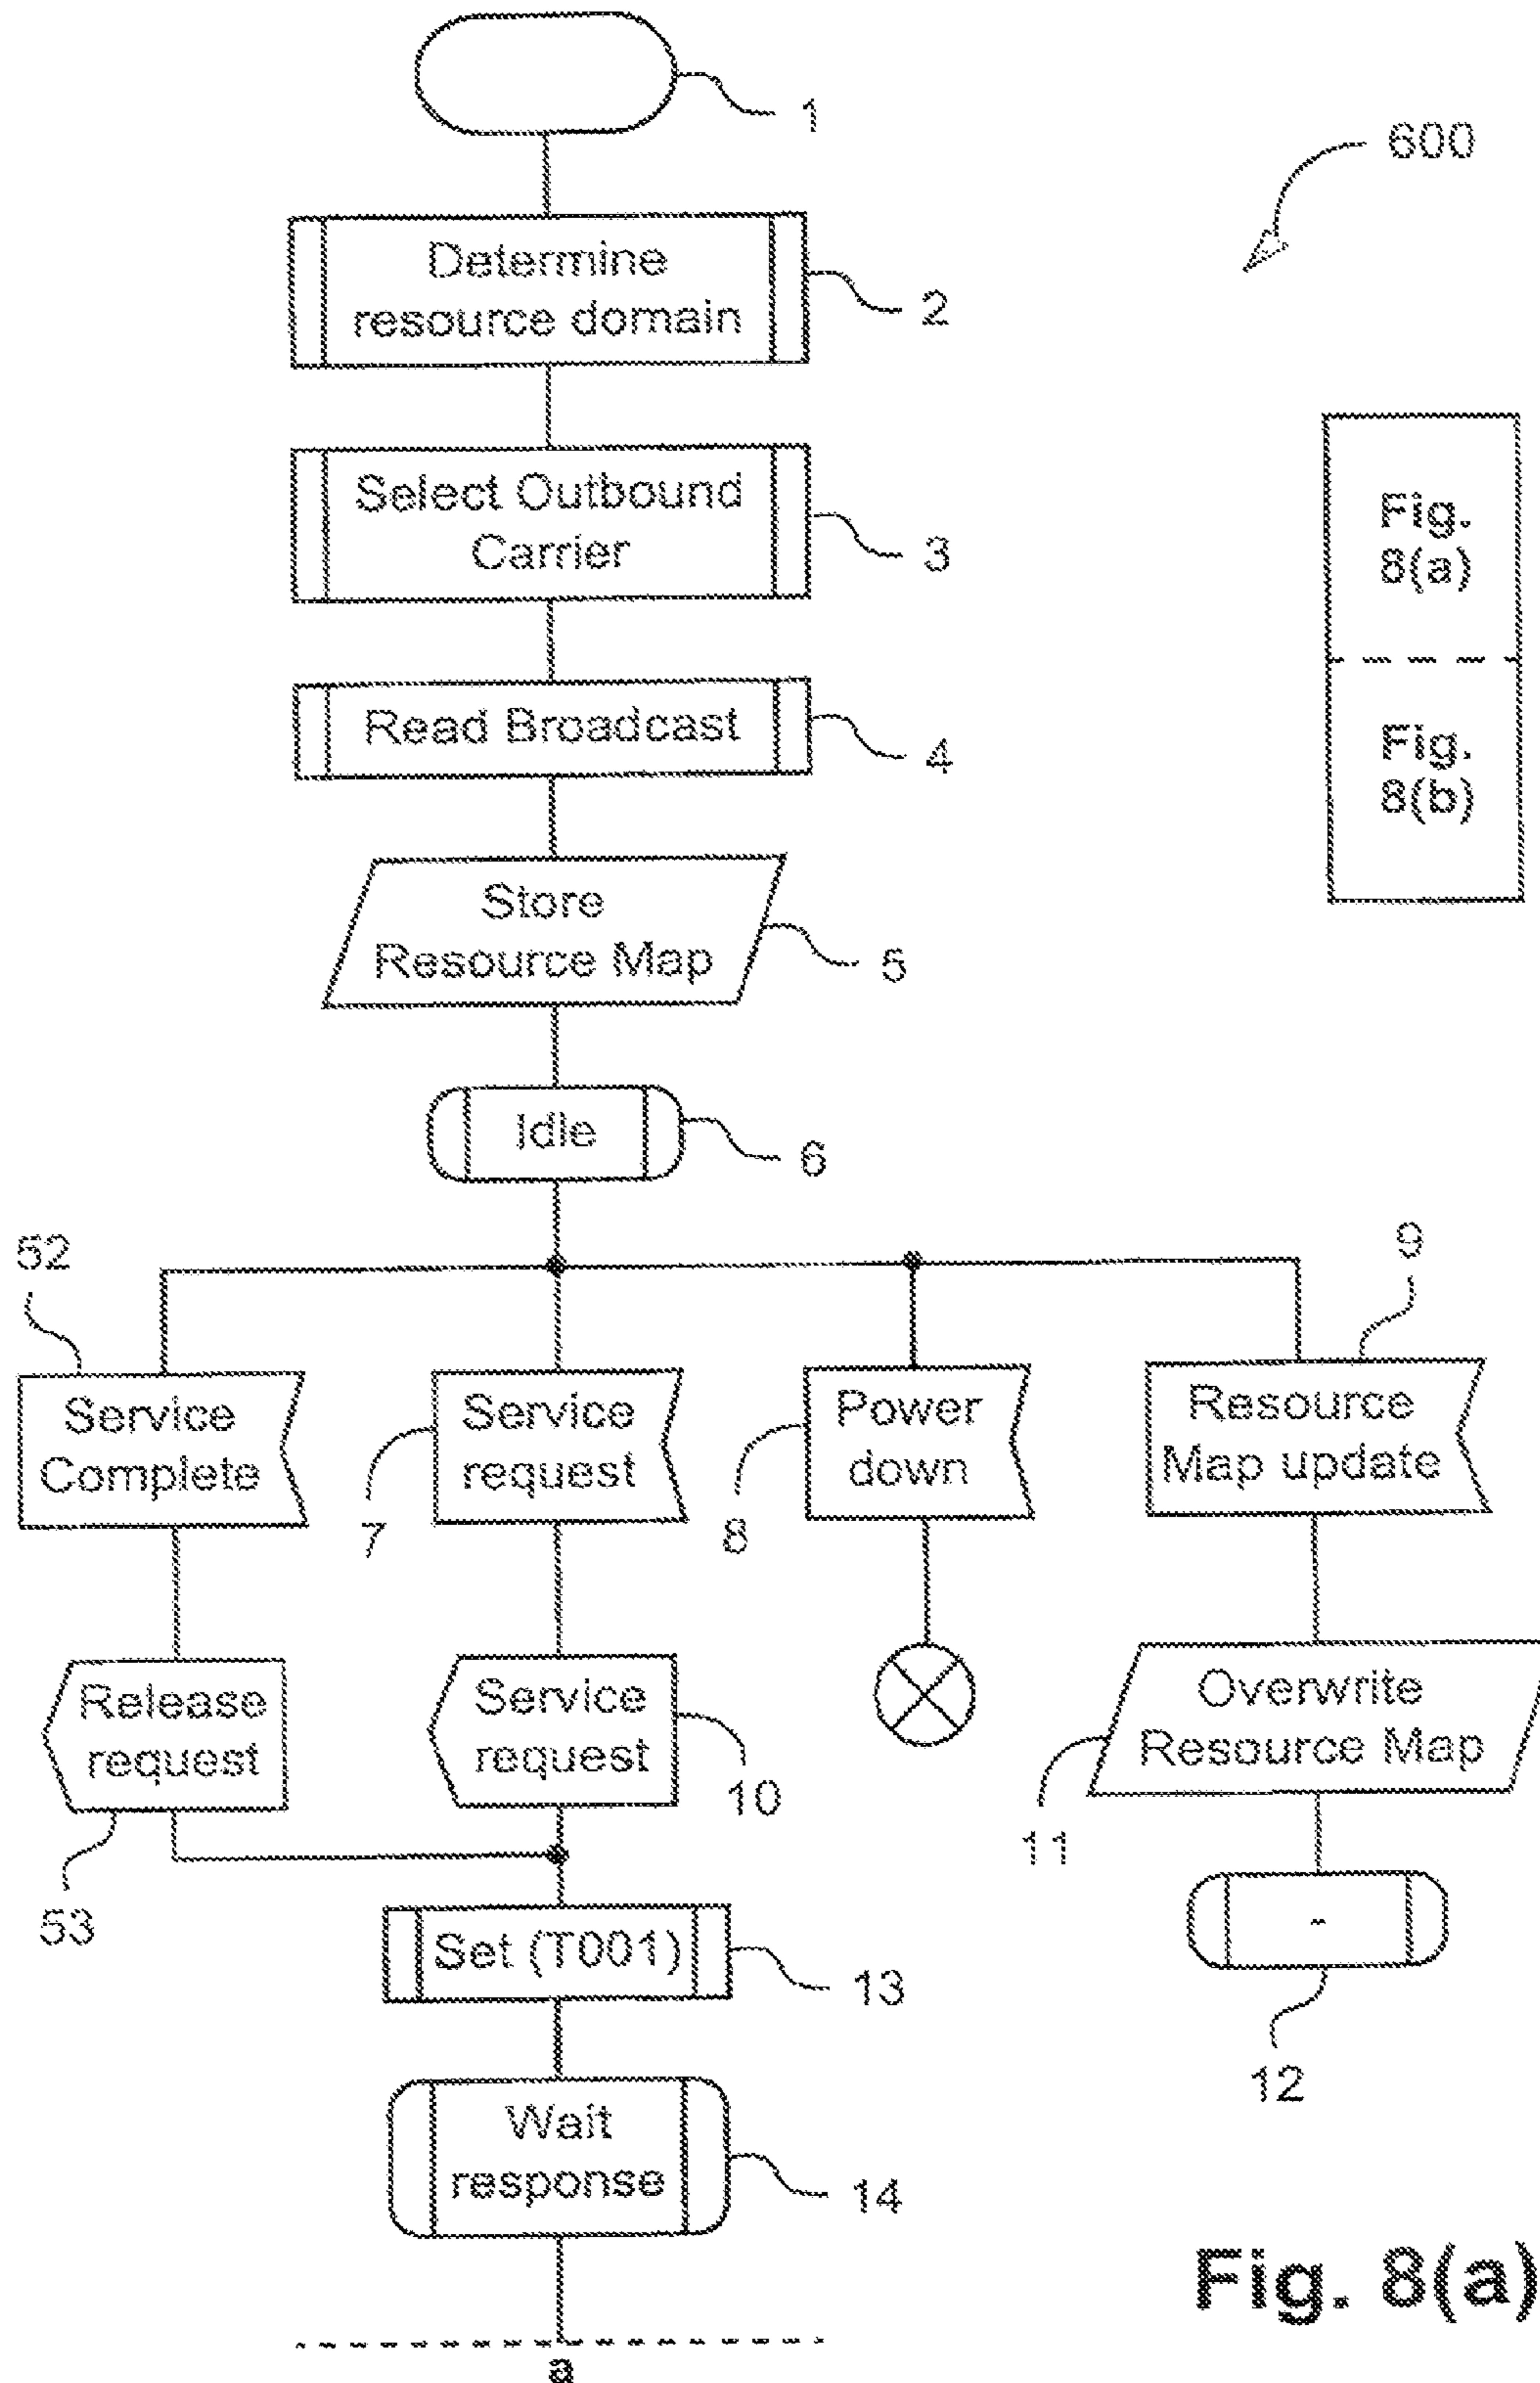 1
600
Determine
resource domain
2
Select Outbound
Carrier
3
Fig.
8(a)
Read Broadcast
4
Fig.
8(b)
Store
Resource Map
5
Idle
6
52
9
Service
Complete
Service
request
7
Power
down
8
Resource
Map update
Release
request
53
Service
request
10
Overwrite
Resource Map
11
Set (T001)
13
-
12
Wait
response
14
Fig. 8(a)
a